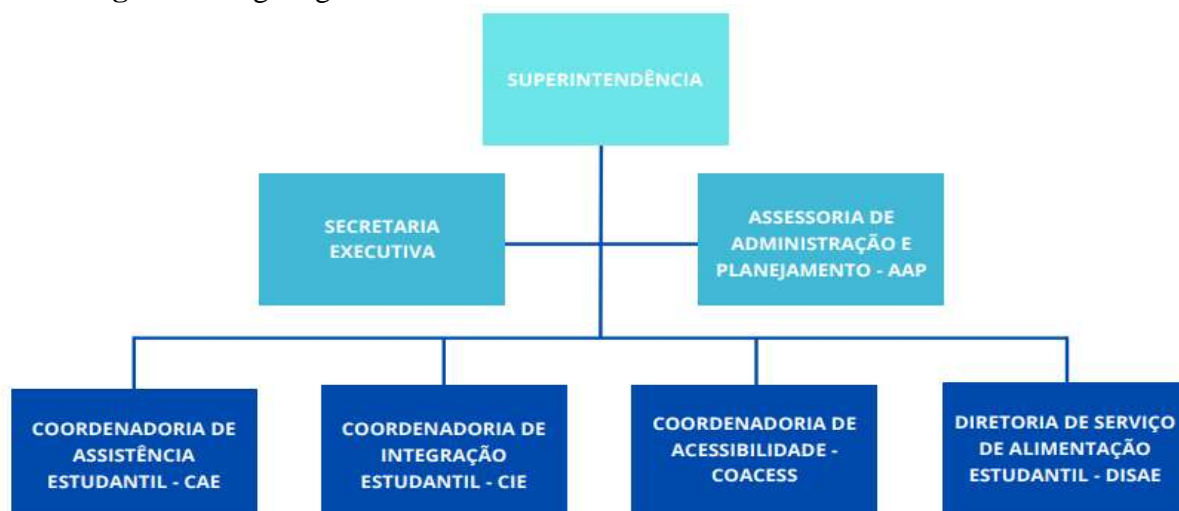 SUPERINTENDÊNCIA
SECRETARIA
EXECUTIVA
ASSESSORIA DE
ADMINISTRAÇÃO E
PLANEJAMENTO - AAP
COORDENADORIA DE
ASSISTÊNCIA
ESTUDANTIL - CAE
COORDENADORIA DE
INTEGRAÇÃO
ESTUDANTIL - CIE
COORDENADORIA DE
ACESSIBILIDADE -
COACESS
DIRETORIA DE SERVIÇO
DE ALIMENTAÇÃO
ESTUDANTIL - DISAE